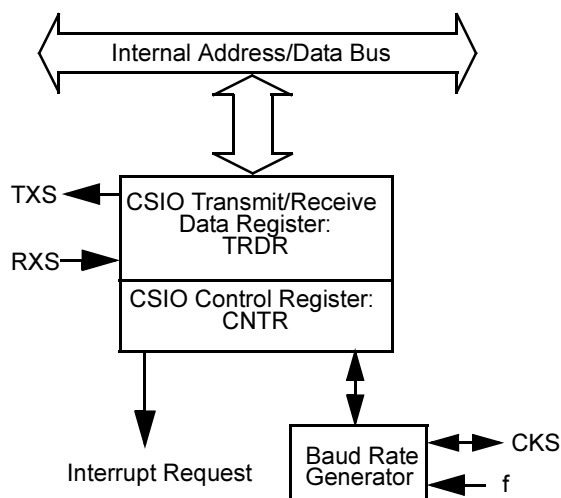 Internal Address/Data Bus
TXS
CSIO Transmit/Receive
Data Register:
TRDR
RXS
CSIO Control Register:
CNTR
Interrupt Request
Baud Rate
Generator
CKS
f